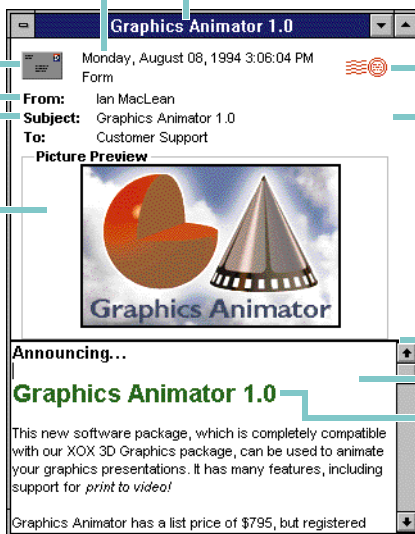 Graphics Animator 1.0
Monday, August 08, 1994 3:06:04 PM
Form
From: Ian MacLean
Subject: Graphics Animator 1.0
To: Customer Support
Picture Preview
Graphics Animator
Announcing...
Graphics Animator 1.0
This new software package, which is completely compatible
with our XOX 3D Graphics package, can be used to animate
your graphics presentations. It has many features, including
support for print to video!
Graphics Animator has a list price of $795, but registered